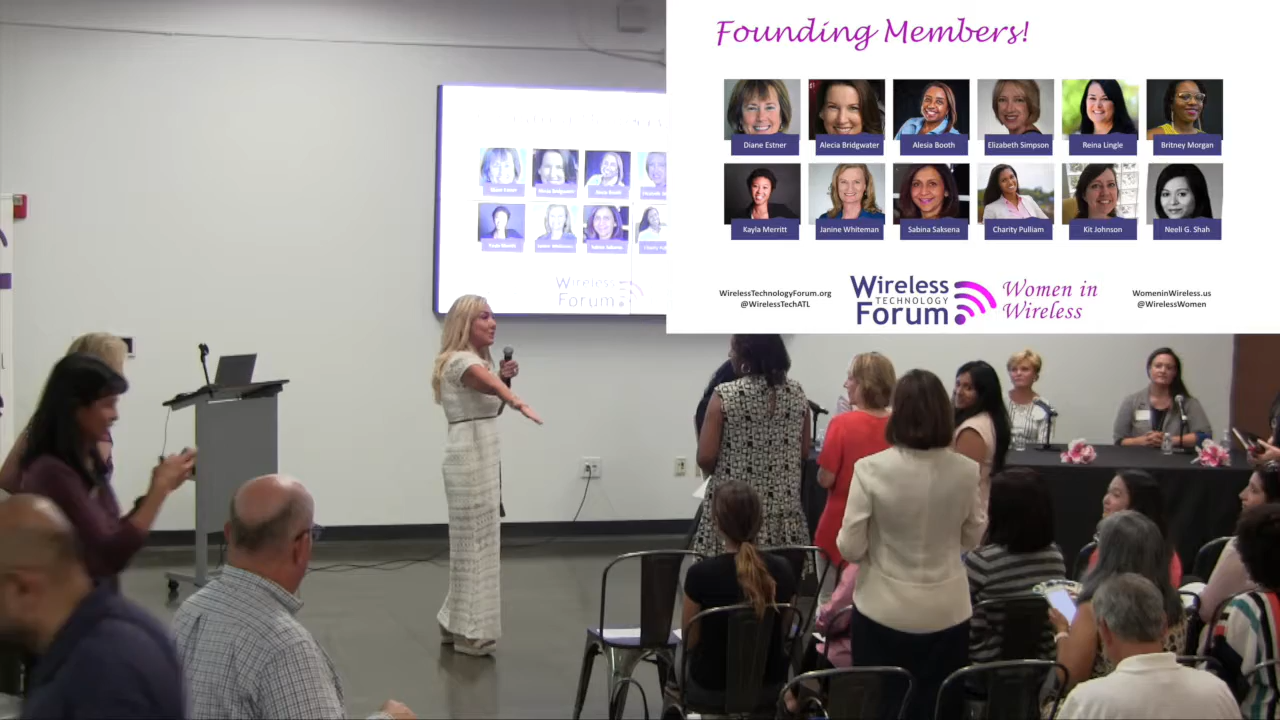 Founding Members!
Diane Estner
Alecia Bridgwater
Alesia Booth
Elizabeth Simpson
Reina Lingle
Britney Morgan
Kayla Merritt
Janine Whiteman
Sabina Saksena
Charity Pulliam
Kit Johnson
Neeli G. Shah
WirelessTechnologyForum.org
@WirelessTechATL
Wireless
TECHNOLOGY
Forum
Women in
Wireless
WomeninWireless.us
@WirelessWomen
Wireless
Forum